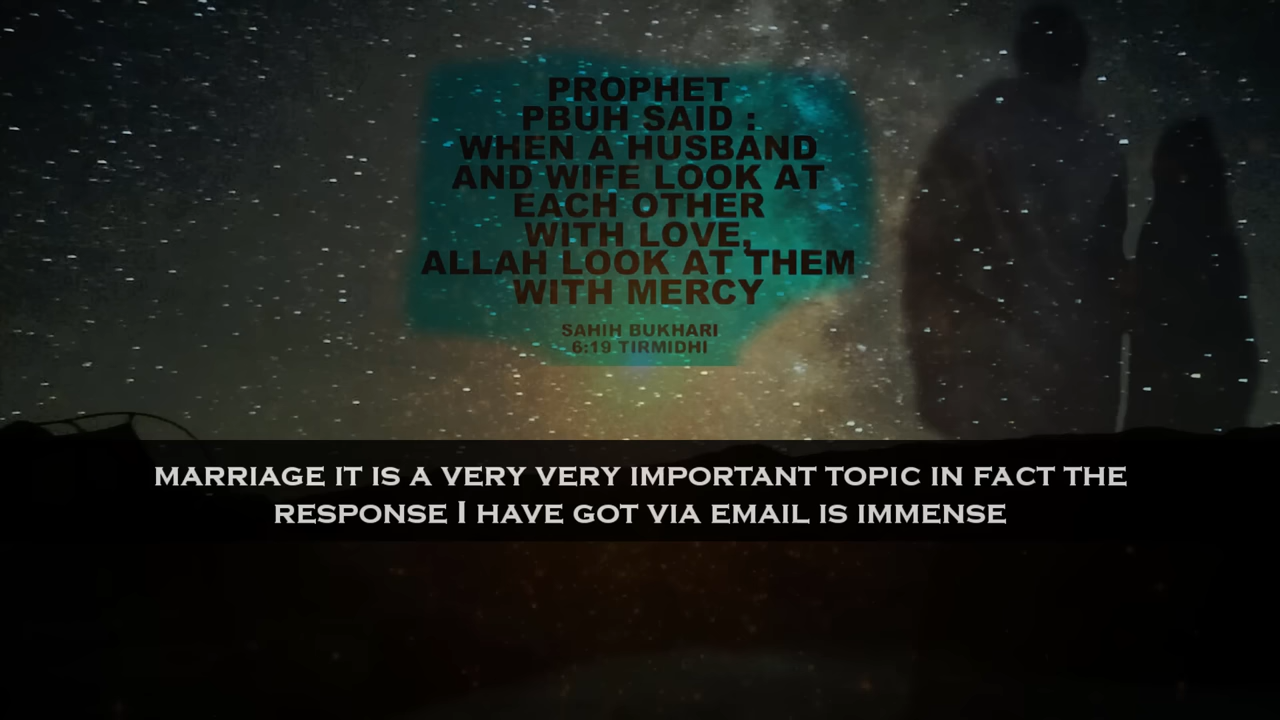 PROPHET
PBUH SAID :
WHEN A HUSBAND
AND WIFE LOOK AT
EACH OTHER
WITH LOVE,
ALLAH LOOK AT THEM
WITH MERCY
SAHIH BUKHARI
6:19 TIRMIDHI
MARRIAGE IT IS A VERY VERY IMPORTANT TOPIC IN FACT THE
RESPONSE I HAVE GOT VIA EMAIL IS IMMENSE